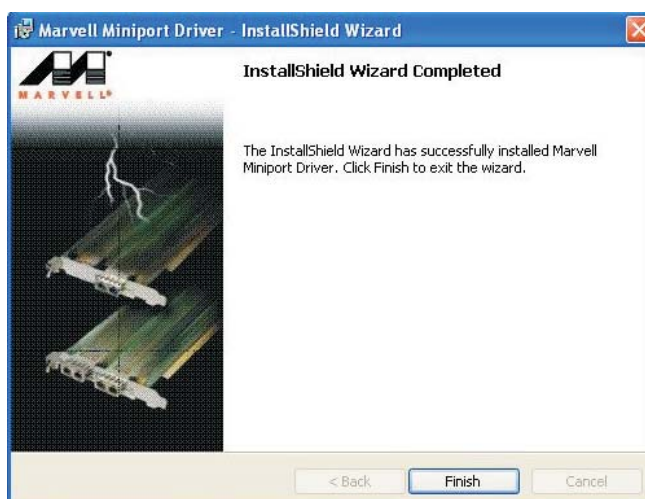 Marvell Miniport Driver - InstallShield Wizard
MARVELL®
InstallShield Wizard Completed
The InstallShield Wizard has successfully installed Marvell
Miniport Driver. Click Finish to exit the wizard.
< Back
Finish
Cancel